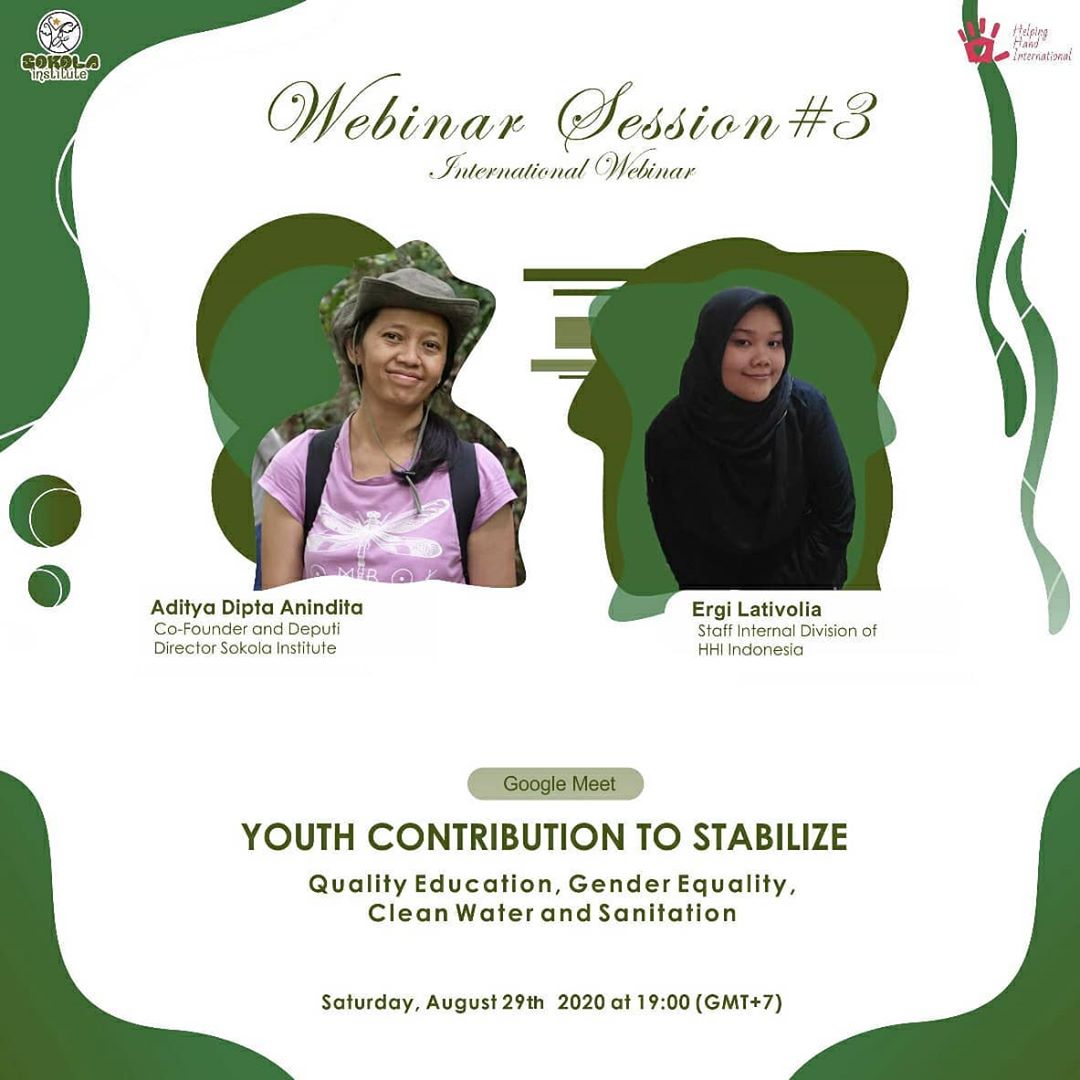 SOKOLA
institute
Helping
Hand
International
Webinar Session #3
International Webinar
Aditya Dipta Anindita
Co-Founder and Deputi
Director Sokola Institute
Ergi Lativolia
Staff Internal Division of
HHI Indonesia
Google Meet
YOUTH CONTRIBUTION TO STABILIZE
Quality Education, Gender Equality,
Clean Water and Sanitation
Saturday, August 29th 2020 at 19:00 (GMT+7)